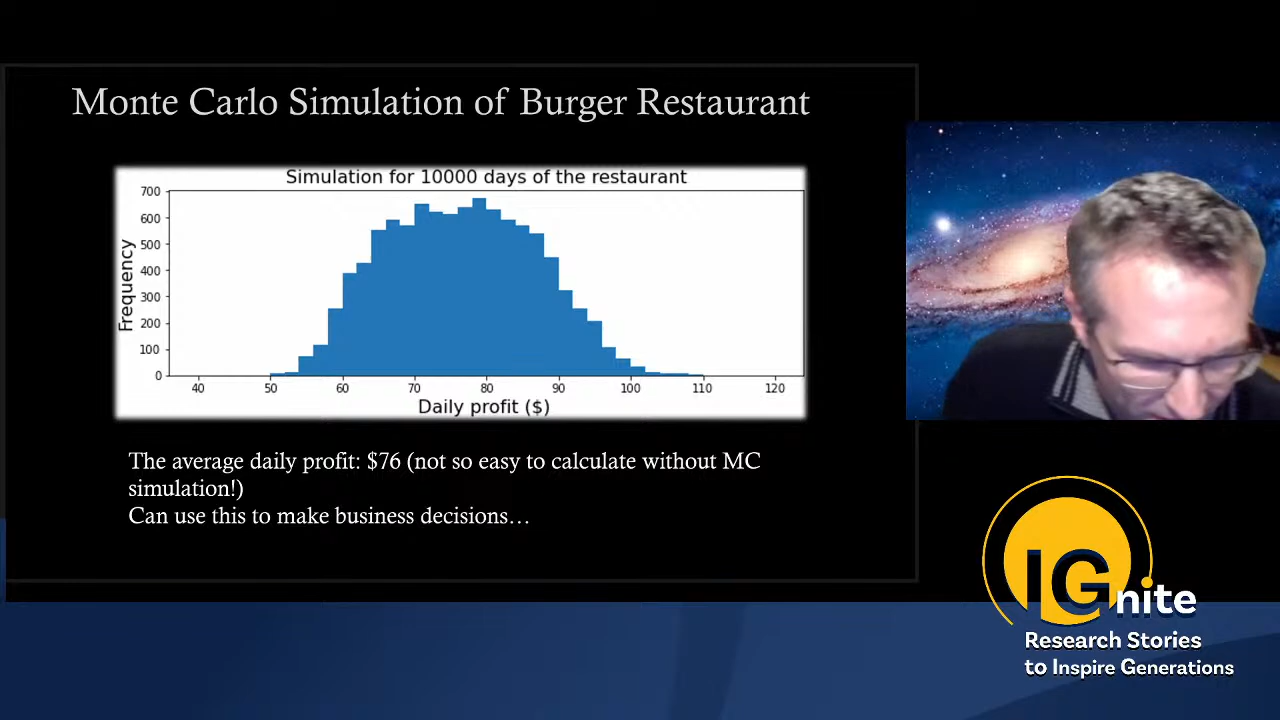 Monte Carlo Simulation of Burger Restaurant
Simulation for 10000 days of the restaurant
700
600
500
400
300
200
100
0
Frequency
40 50 60 70 80 90 100 110 120
Daily profit ($)
The average daily profit: $76 (not so easy to calculate without MC
simulation!)
Can use this to make business decisions…
IGnite
Research Stories
to Inspire Generations